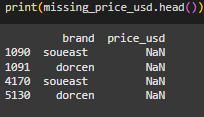 print(missing_price_usd.head())
brand price_usd
1090 soueast NaN
1091 dorcen NaN
4170 soueast NaN
5130 dorcen NaN